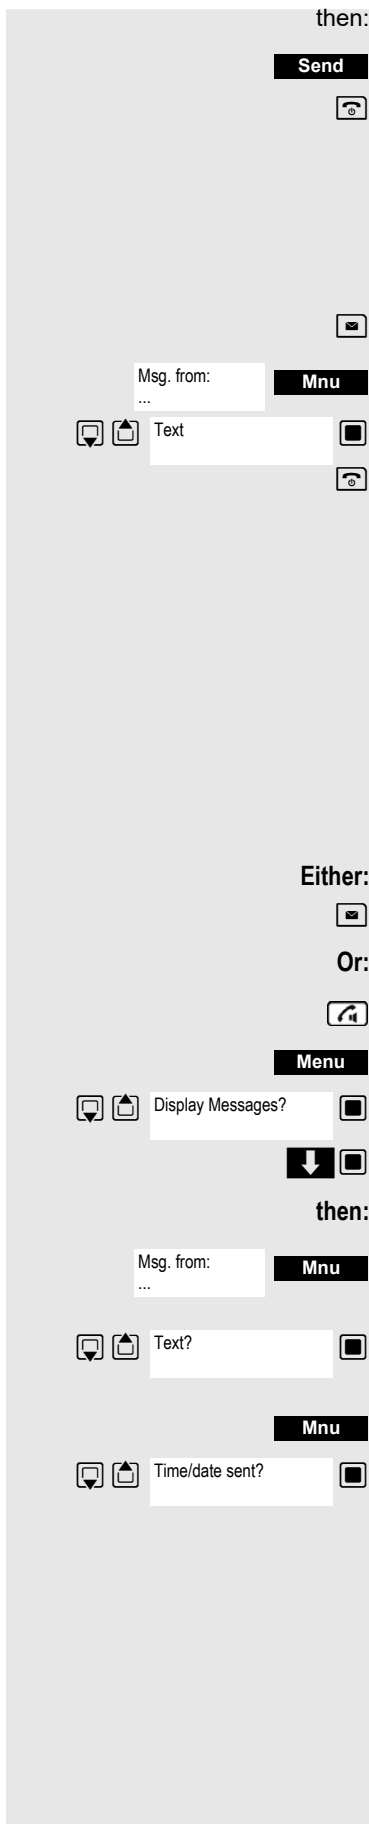 then:
Send
Msg. from:
...
Mnu
Text
Either:
Or:
Menu
Display Messages?
then:
Msg. from:
...
Mnu
Text?
Mnu
Time/date sent?